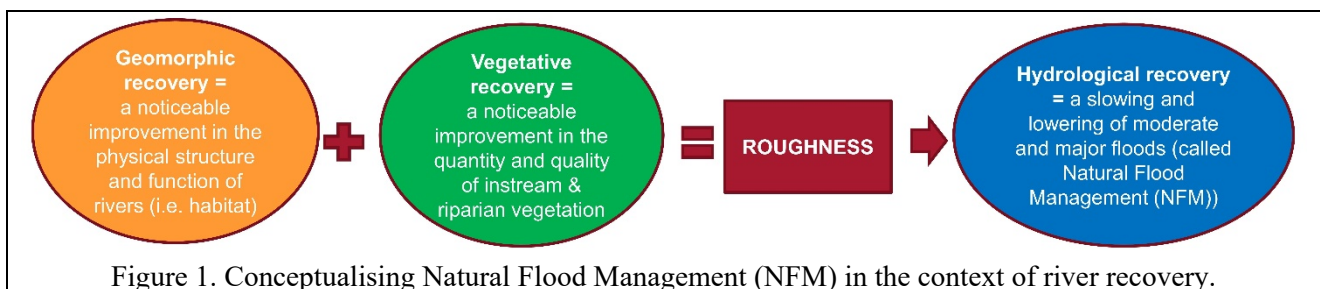 Geomorphic
recovery =
a noticeable
improvement in the
physical structure
and function of
rivers (i.e. habitat)
Vegetative
recovery =
a noticeable
improvement in the
quantity and quality
of instream &
riparian vegetation
ROUGHNESS
Hydrological recovery
= a slowing and
lowering of moderate
and major floods (called
Natural Flood
Management (NFM))
Figure 1. Conceptualising Natural Flood Management (NFM) in the context of river recovery.